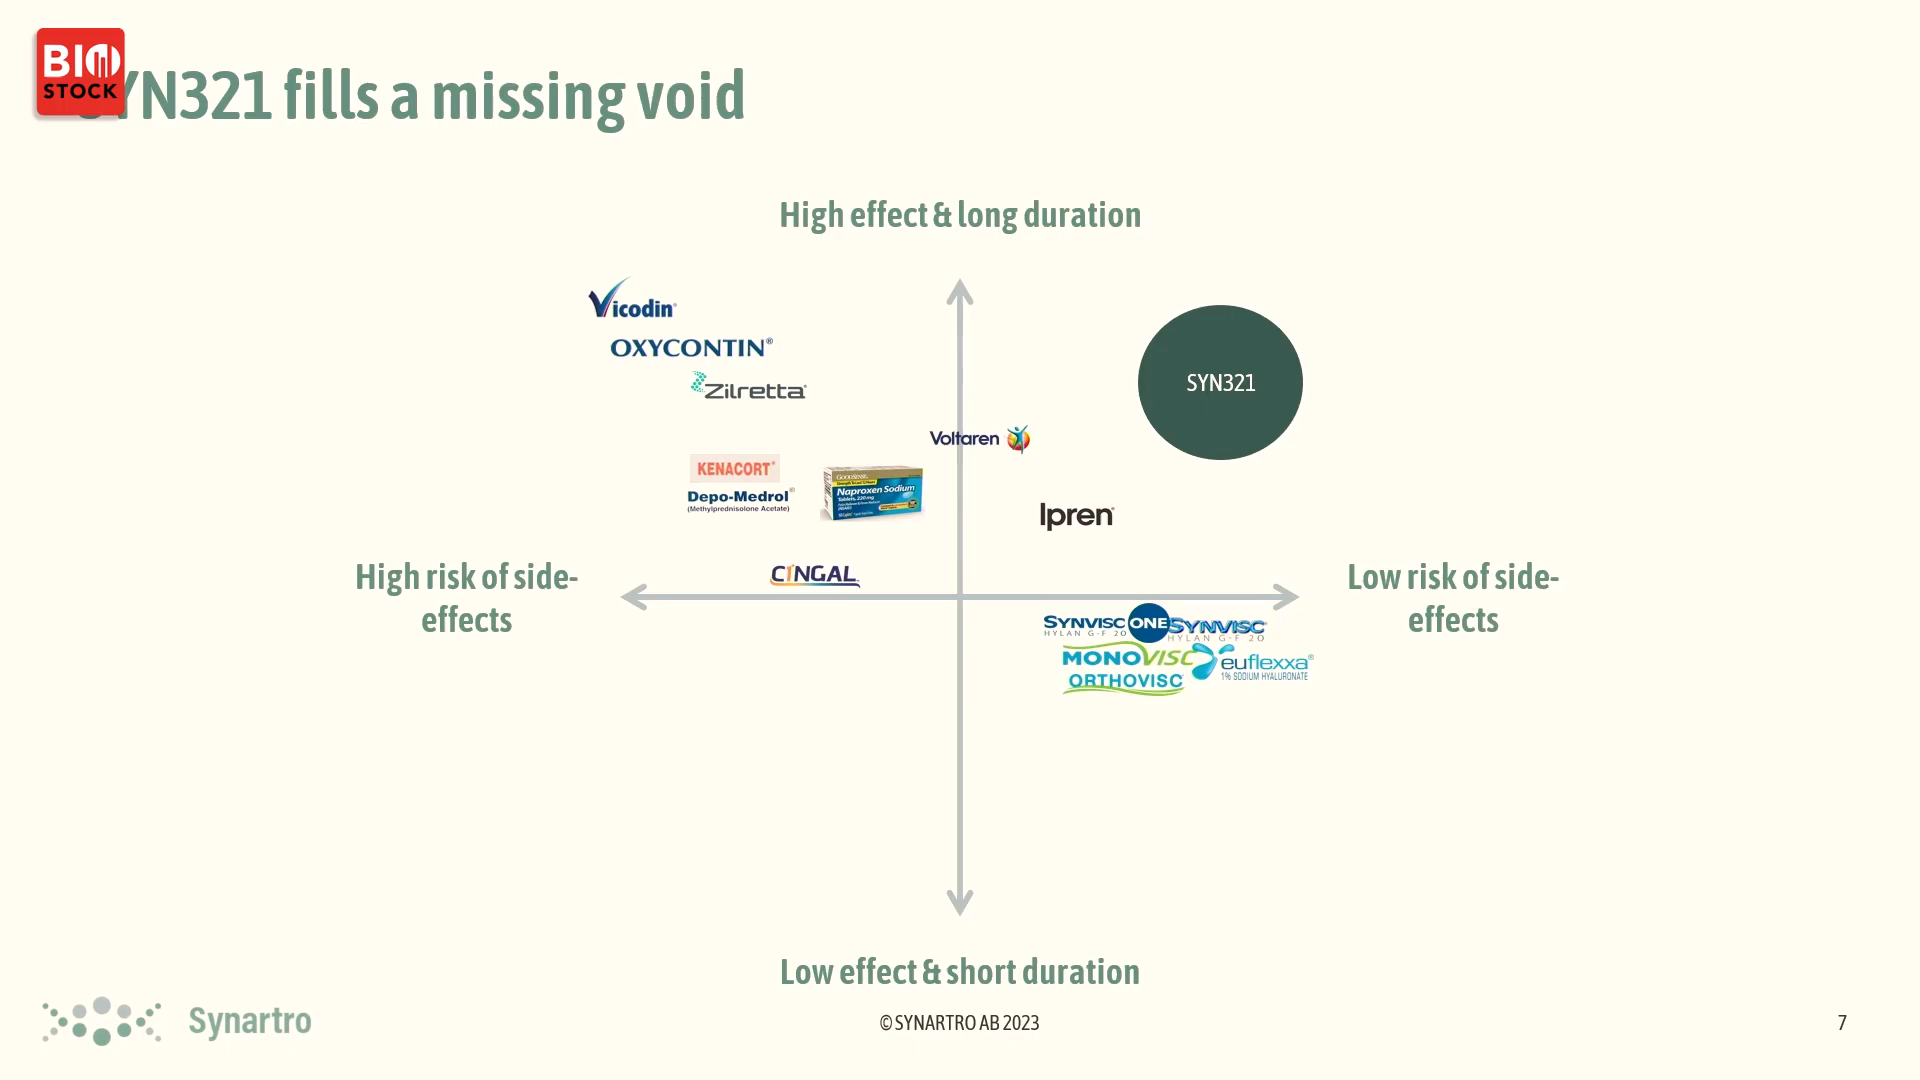 BIO
STOCK
SYN321 fills a missing void
High effect & long duration
Vicodin®
OXYCONTIN®
Zilretta®
SYN321
Voltaren
KENACORT®
Depo-Medrol®
(Methylprednisolone Acetate)
GOODSENSE
Naproxen Sodium
Tablets, 220 mg
Ipren®
CINGAL
High risk of side-
effects
Low risk of side-
effects
SYNVISC ONE
HYLAN G-F 20
SYNVISC
HYLAN G-F 20
MONOVISC
euflexxa®
1% SODIUM HYALURONATE
ORTHOVISC
Low effect & short duration
Synartro
© SYNARTRO AB 2023
7